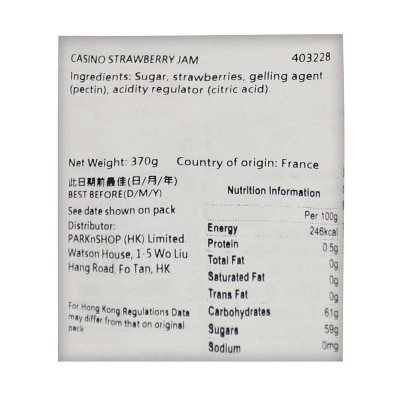 CASINO STRAWBERRY JAM 403228
Ingredients: Sugar, strawberries, gelling agent
(pectin), acidity regulator (citric acid).
Net Weight: 370g Country of origin: France
此日期前最佳(日/月/年)
BEST BEFORE(D/M/Y)
See date shown on pack
Distributor:
PARKnSHOP (HK) Limited
Watson House, 1-5 Wo Liu
Hang Road, Fo Tan, HK
For Hong Kong Regulations Data
may differ from that on original
pack
Nutrition Information
Per 100g
Energy 246kcal
Protein 0.5g
Total Fat 0g
Saturated Fat 0g
Trans Fat 0g
Carbohydrates 61g
Sugars 59g
Sodium 0mg